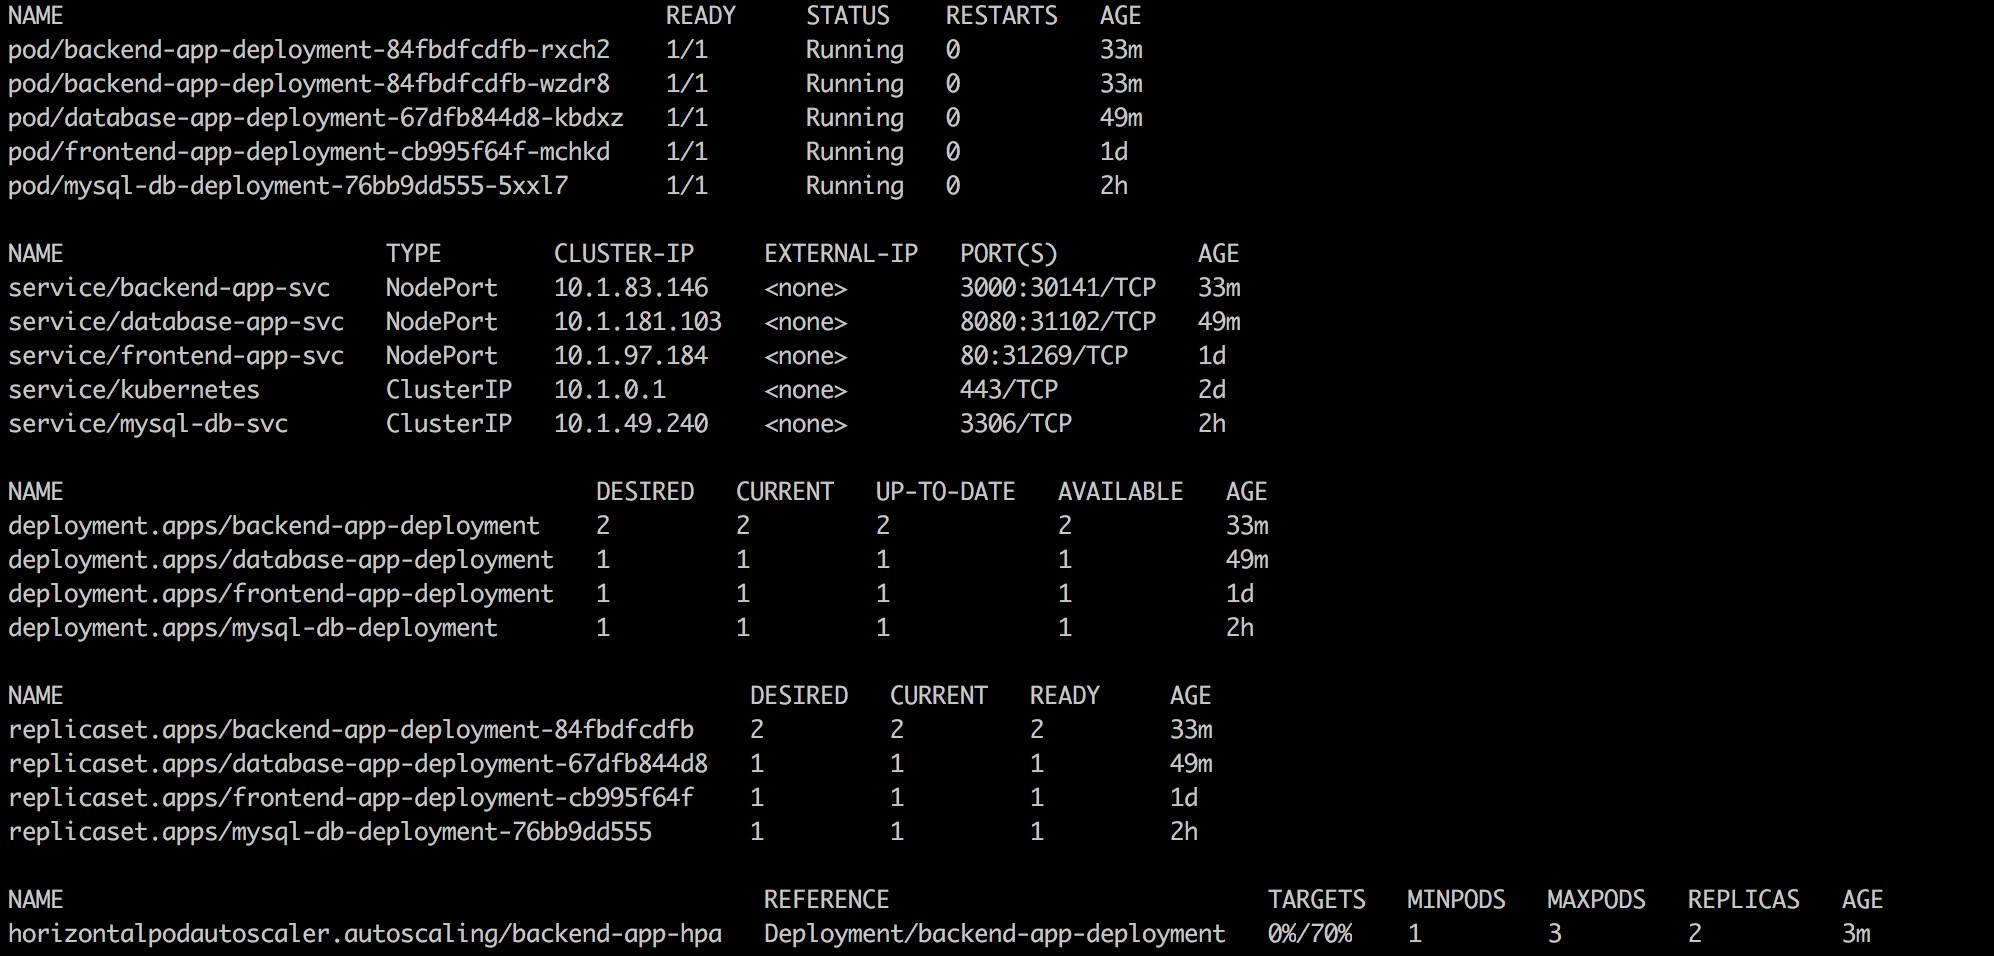 NAME                                           READY     STATUS    RESTARTS   AGE
pod/backend-app-deployment-84fbdfcdfb-rxch2    1/1       Running   0          33m
pod/backend-app-deployment-84fbdfcdfb-wzdr8    1/1       Running   0          33m
pod/database-app-deployment-67dfb844d8-kbdxz   1/1       Running   0          49m
pod/frontend-app-deployment-cb995f64f-mchkd    1/1       Running   0          1d
pod/mysql-db-deployment-76bb9dd555-5xxl7       1/1       Running   0          2h

NAME                       TYPE        CLUSTER-IP     EXTERNAL-IP   PORT(S)          AGE
service/backend-app-svc    NodePort    10.1.83.146    <none>        3000:30141/TCP   33m
service/database-app-svc   NodePort    10.1.181.103   <none>        8080:31102/TCP   49m
service/frontend-app-svc   NodePort    10.1.97.184    <none>        80:31269/TCP     1d
service/kubernetes         ClusterIP   10.1.0.1       <none>        443/TCP          2d
service/mysql-db-svc       ClusterIP   10.1.49.240    <none>        3306/TCP         2h

NAME                                      DESIRED   CURRENT   UP-TO-DATE   AVAILABLE   AGE
deployment.apps/backend-app-deployment    2         2         2            2           33m
deployment.apps/database-app-deployment   1         1         1            1           49m
deployment.apps/frontend-app-deployment   1         1         1            1           1d
deployment.apps/mysql-db-deployment       1         1         1            1           2h

NAME                                                 DESIRED   CURRENT   READY     AGE
replicaset.apps/backend-app-deployment-84fbdfcdfb    2         2         2         33m
replicaset.apps/database-app-deployment-67dfb844d8   1         1         1         49m
replicaset.apps/frontend-app-deployment-cb995f64f    1         1         1         1d
replicaset.apps/mysql-db-deployment-76bb9dd555       1         1         1         2h

NAME                                                  REFERENCE                           TARGETS   MINPODS   MAXPODS   REPLICAS   AGE
horizontalpodautoscaler.autoscaling/backend-app-hpa   Deployment/backend-app-deployment   0%/70%    1         3         2          3m